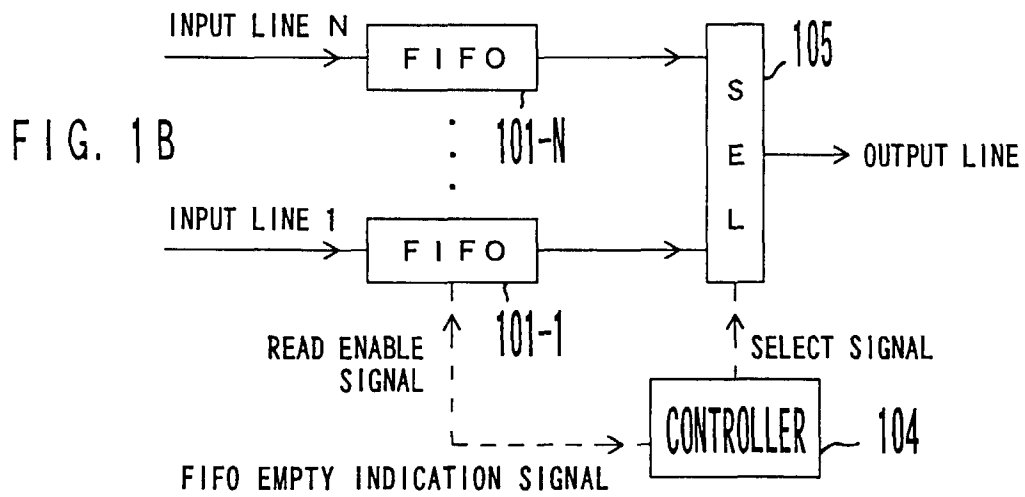 INPUT LINE N
FIFO
101-N
105
SEL
FIG. 1B
OUTPUT LINE
INPUT LINE 1
FIFO
101-1
READ ENABLE
SIGNAL
SELECT SIGNAL
CONTROLLER
104
FIFO EMPTY INDICATION SIGNAL